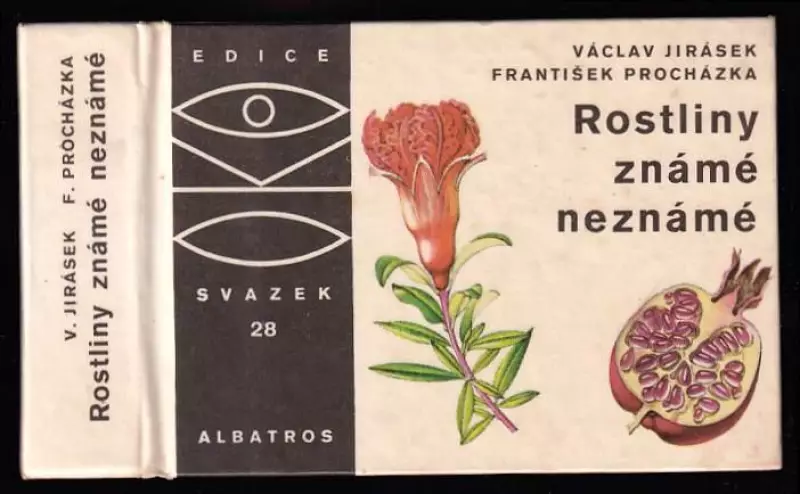 V. JIRÁSEK F. PROCHÁZKA
Rostliny známé neznámé
EDICE
SVAZEK
28
ALBATROS
VÁCLAV JIRÁSEK
FRANTIŠEK PROCHÁZKA
Rostliny
známé
neznámé